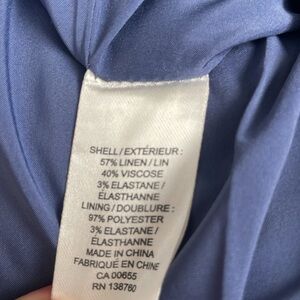 SHELL / EXTÉRIEUR :
57% LINEN / LIN
40% VISCOSE
3% ELASTANE /
ÉLASTHANNE
LINING / DOUBLURE :
97% POLYESTER
3% ELASTANE /
ÉLASTHANNE
MADE IN CHINA
FABRIQUÉ EN CHINE
CA 00655
RN 138760